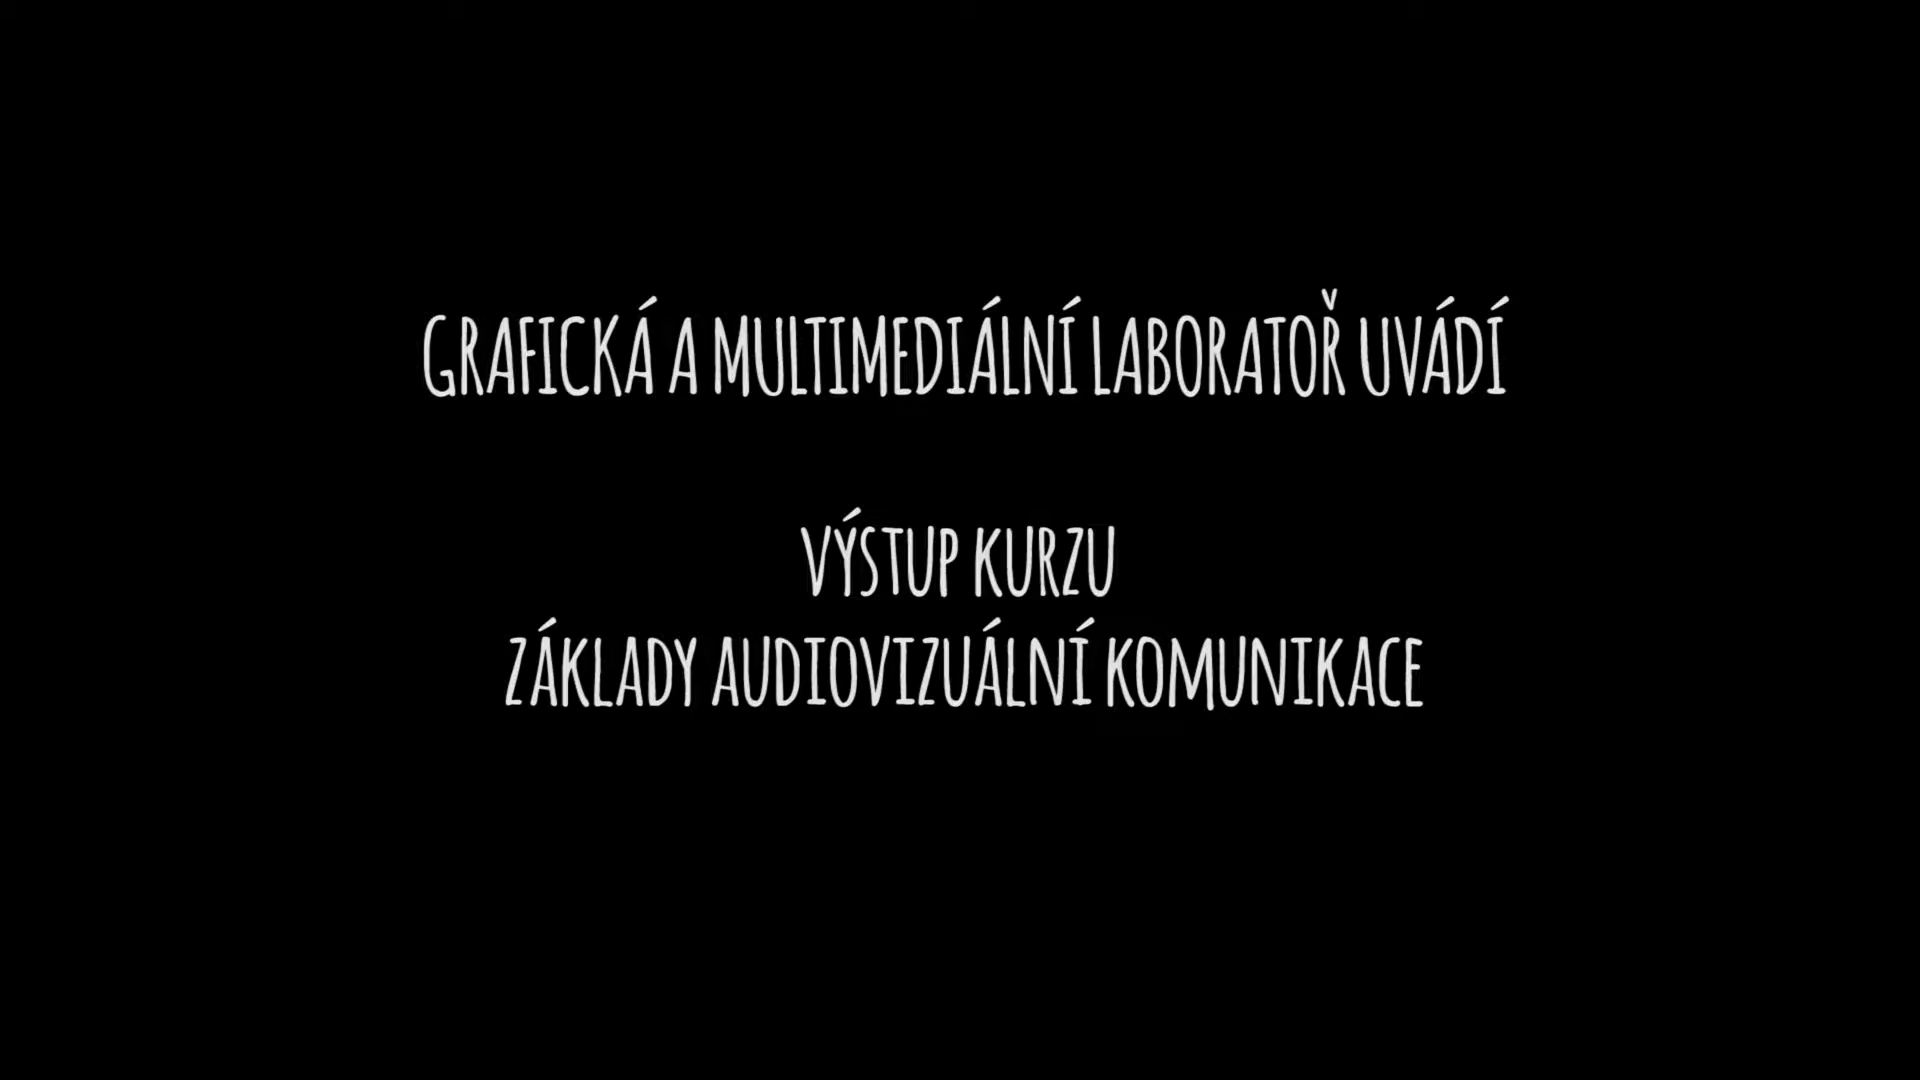 GRAFICKÁ A MULTIMEDIÁLNÍ LABORATOŘ UVÁDÍ
VÝSTUP KURZU
ZÁKLADY AUDIOVIZUÁLNÍ KOMUNIKACE